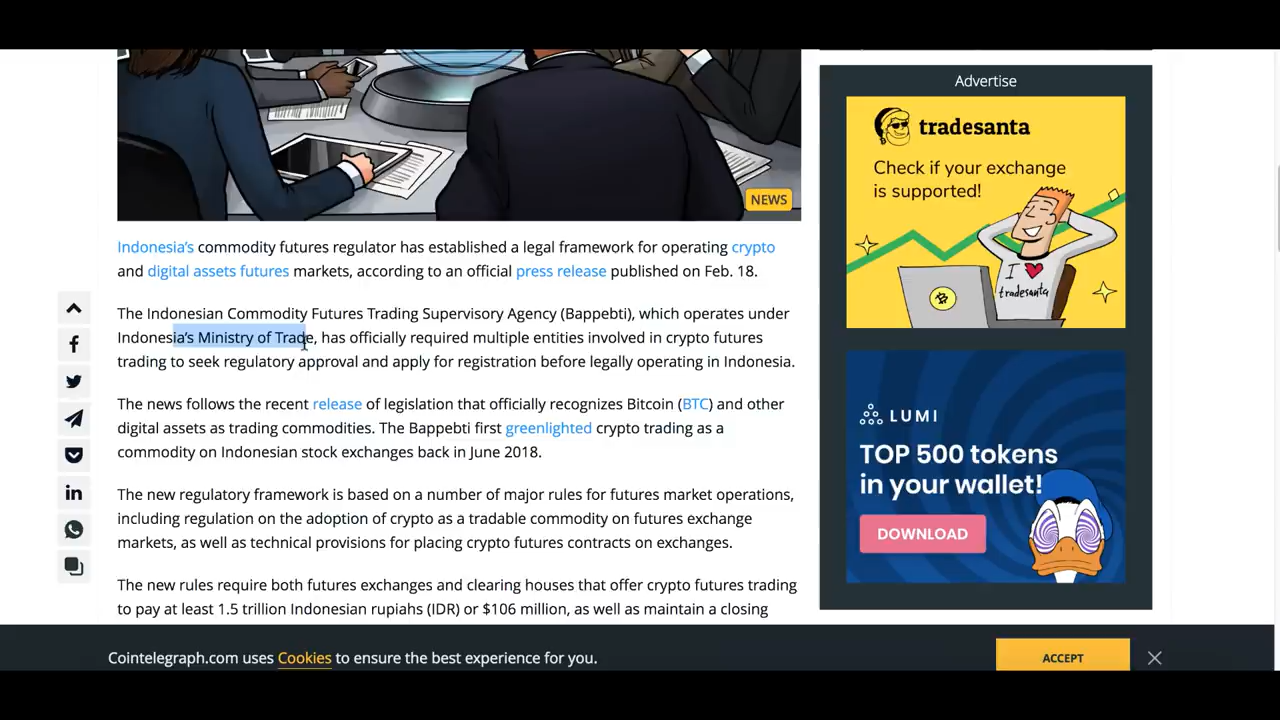 Advertise
tradesanta
Check if your exchange
is supported!
I ❤
tradesanta
NEWS
Indonesia's commodity futures regulator has established a legal framework for operating crypto
and digital assets futures markets, according to an official press release published on Feb. 18.
The Indonesian Commodity Futures Trading Supervisory Agency (Bappebti), which operates under
Indonesia's Ministry of Trade, has officially required multiple entities involved in crypto futures
trading to seek regulatory approval and apply for registration before legally operating in Indonesia.
The news follows the recent release of legislation that officially recognizes Bitcoin (BTC) and other
digital assets as trading commodities. The Bappebti first greenlighted crypto trading as a
commodity on Indonesian stock exchanges back in June 2018.
The new regulatory framework is based on a number of major rules for futures market operations,
including regulation on the adoption of crypto as a tradable commodity on futures exchange
markets, as well as technical provisions for placing crypto futures contracts on exchanges.
The new rules require both futures exchanges and clearing houses that offer crypto futures trading
to pay at least 1.5 trillion Indonesian rupiahs (IDR) or $106 million, as well as maintain a closing
LUMI
TOP 500 tokens
in your wallet!
DOWNLOAD
Cointelegraph.com uses Cookies to ensure the best experience for you.
ACCEPT